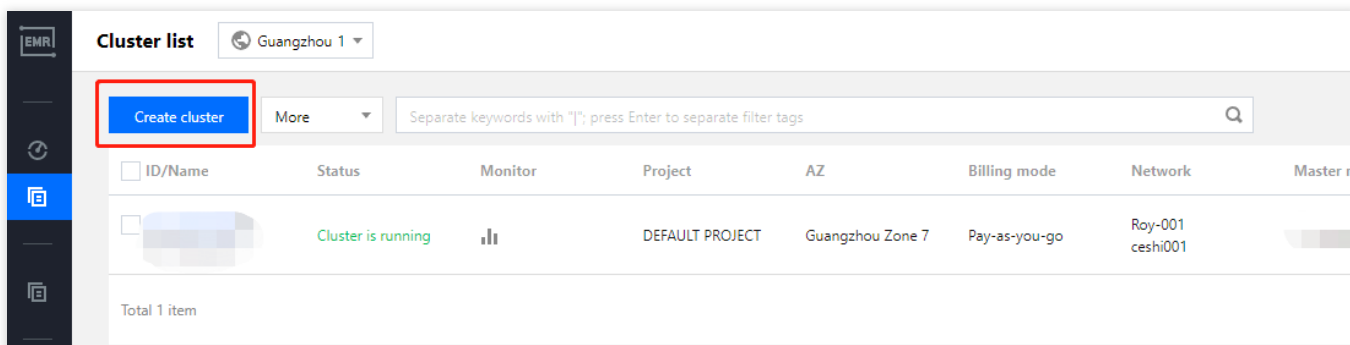 EMR
Cluster list
Guangzhou 1
Create cluster
More
Separate keywords with "|"; press Enter to separate filter tags
ID/Name Status Monitor Project AZ Billing mode Network Master
Cluster is running DEFAULT PROJECT Guangzhou Zone 7 Pay-as-you-go Roy-001
ceshi001
Total 1 item